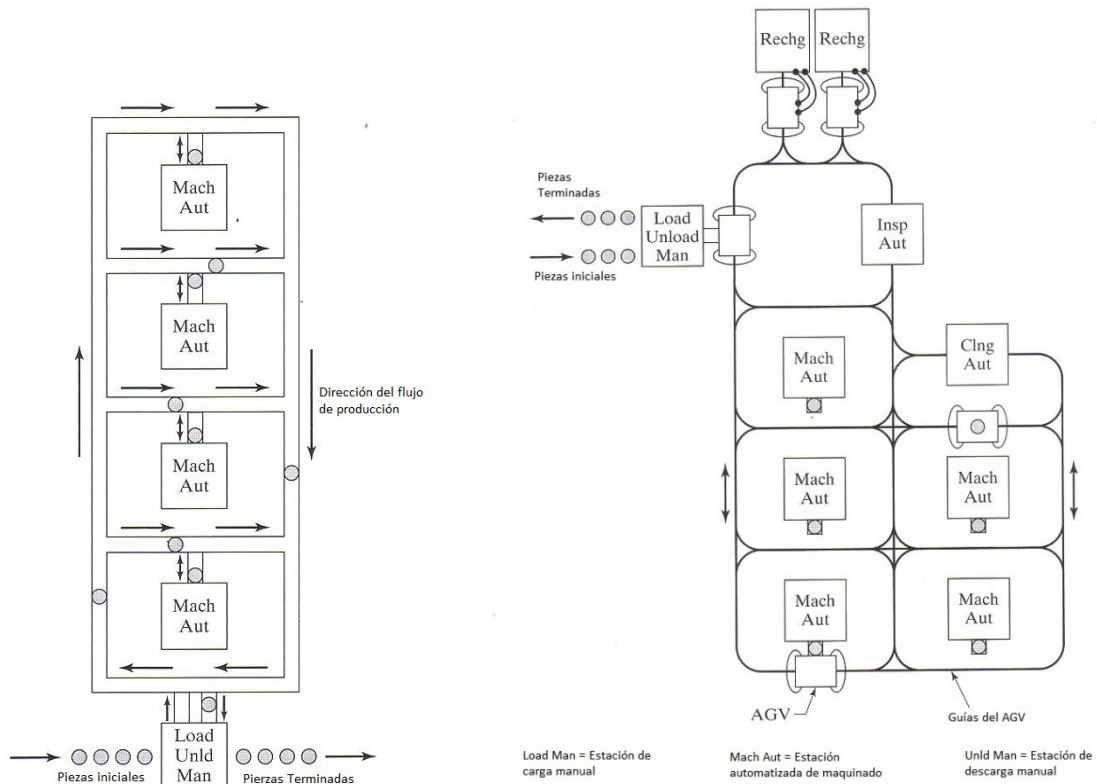 Mach
Aut
Mach
Aut
Mach
Aut
Mach
Aut
Dirección del flujo
de producción
Load
Unld
Man
Piezas iniciales
Pierzas Terminadas
Rechg
Rechg
Piezas
Terminadas
Load
Unload
Man
Piezas iniciales
Insp
Aut
Mach
Aut
Clng
Aut
Mach
Aut
Mach
Aut
Mach
Aut
Mach
Aut
AGV
Guías del AGV
Load Man = Estación de
carga manual
Mach Aut = Estación
automatizada de maquinado
Unld Man = Estación de
descarga manual